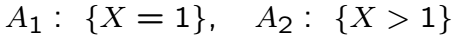 A₁ : {X = 1}, A₂ : {X > 1}